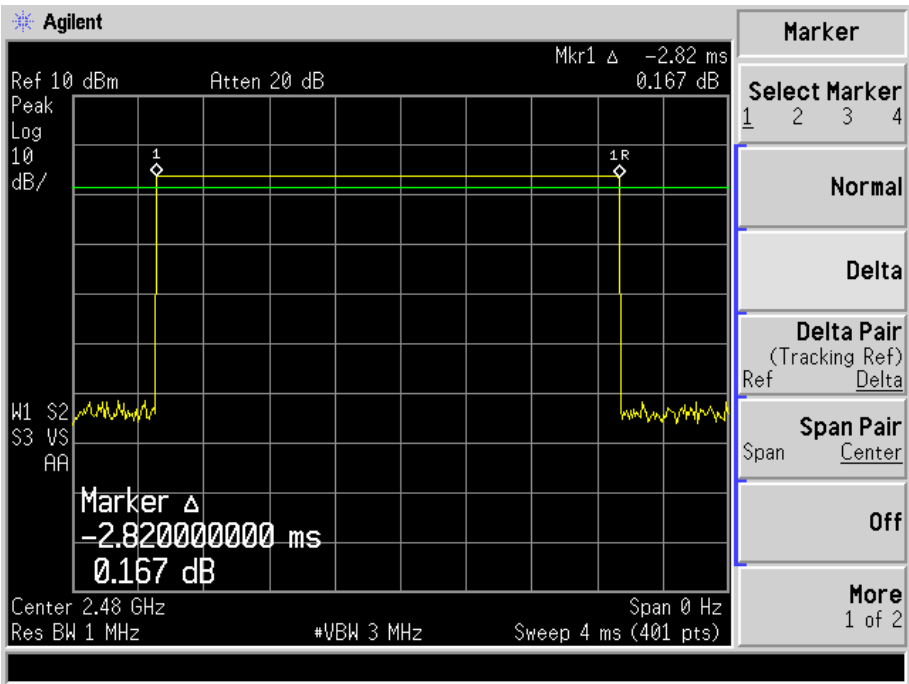 Agilent
Marker
Mkr1 Δ -2.82 ms
Ref 10 dBm Atten 20 dB 0.167 dB
Peak
Log
10
dB/
1
1R
W1 S2
S3 VS
AA
Marker Δ
-2.820000000 ms
0.167 dB
Center 2.48 GHz Span 0 Hz
Res BW 1 MHz #VBW 3 MHz Sweep 4 ms (401 pts)
Select Marker
1 2 3 4
Normal
Delta
Delta Pair
(Tracking Ref)
Ref Delta
Span Pair
Span Center
Off
More
1 of 2